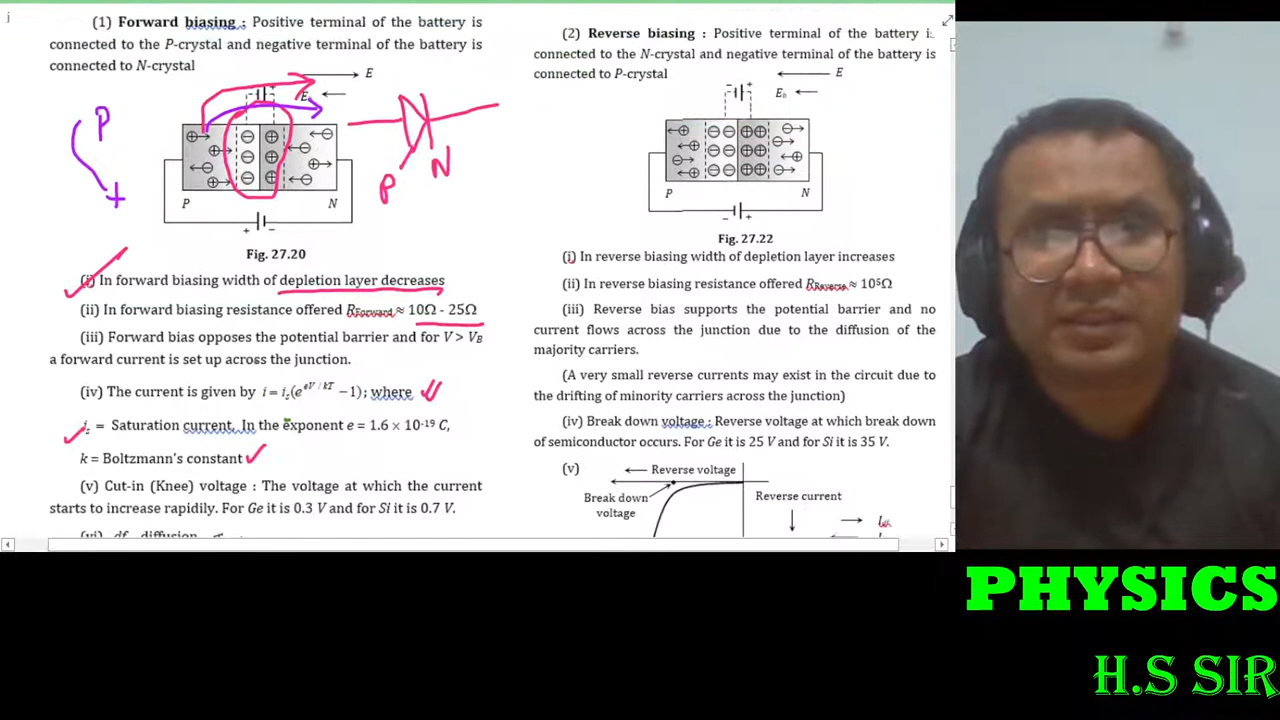 j
(1) Forward biasing : Positive terminal of the battery is
connected to the P-crystal and negative terminal of the battery is
connected to N-crystal
E
E
P
+
P
N
P
N
+ -
- +
Fig. 27.20
(i) In forward biasing width of depletion layer decreases
(ii) In forward biasing resistance offered RForward ≈ 10Ω - 25Ω
(iii) Forward bias opposes the potential barrier and for V > VB
a forward current is set up across the junction.
(iv) The current is given by i = is(e^eV/kT − 1); where
is = Saturation current. In the exponent e = 1.6 × 10-19 C,
k = Boltzmann's constant
(v) Cut-in (Knee) voltage : The voltage at which the current
starts to increase rapidly. For Ge it is 0.3 V and for Si it is 0.7 V.
(2) Reverse biasing : Positive terminal of the battery i
connected to the N-crystal and negative terminal of the battery is
connected to P-crystal
E
Eb
- +
P
N
- +
Fig. 27.22
(i) In reverse biasing width of depletion layer increases
(ii) In reverse biasing resistance offered RReverse ≈ 10⁵Ω
(iii) Reverse bias supports the potential barrier and no
current flows across the junction due to the diffusion of the
majority carriers.
(A very small reverse currents may exist in the circuit due to
the drifting of minority carriers across the junction)
(iv) Break down voltage : Reverse voltage at which break down
of semiconductor occurs. For Ge it is 25 V and for Si it is 35 V.
(v)
Reverse voltage
Break down
voltage
Reverse current
PHYSICS
H.S SIR